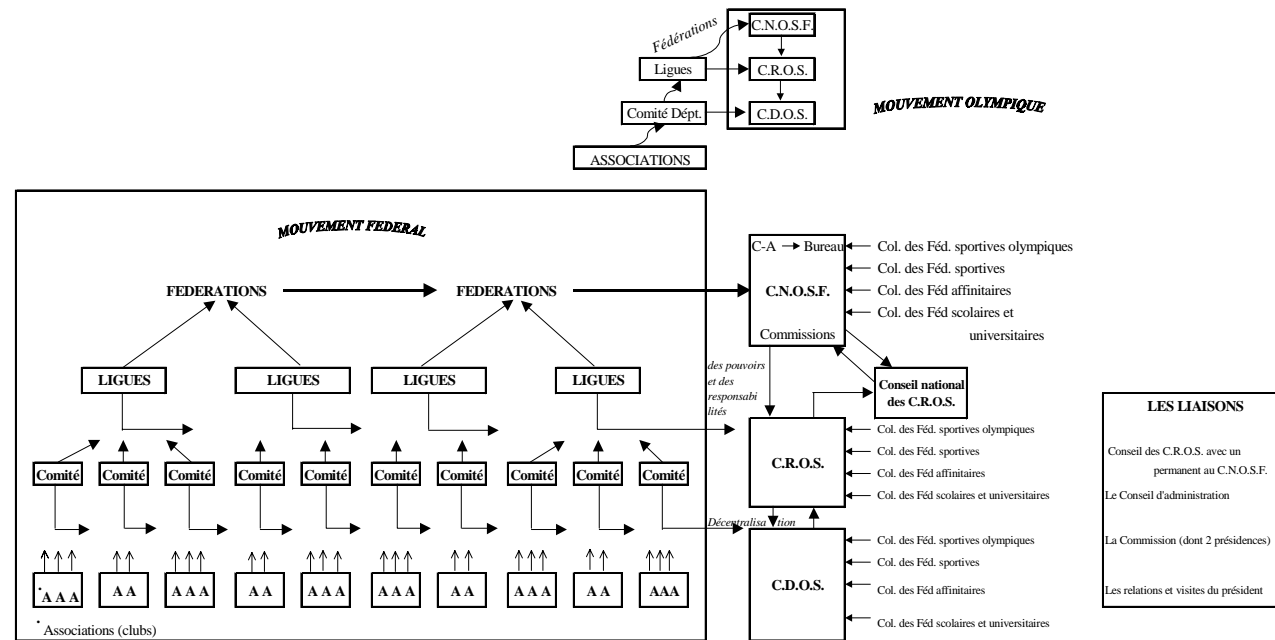 Fédérations
C.N.O.S.F.
Ligues
C.R.O.S.
Comité Dépt.
C.D.O.S.
MOUVEMENT OLYMPIQUE
ASSOCIATIONS
MOUVEMENT FEDERAL
FEDERATIONS
FEDERATIONS
LIGUES
LIGUES
LIGUES
LIGUES
Comité
Comité
Comité
Comité
Comité
Comité
Comité
Comité
Comité
Comité
A A A
A A
A A A
A A
A A A
A A A
A A
A A A
A A
AAA
Associations (clubs)
C-A
Bureau
C.N.O.S.F.
Commissions
Col. des Féd. sportives olympiques
Col. des Féd. sportives
Col. des Féd affinitaires
Col. des Féd scolaires et
universitaires
des pouvoirs
et des
responsabi
lités
Conseil national
des C.R.O.S.
C.R.O.S.
Col. des Féd. sportives olympiques
Col. des Féd. sportives
Col. des Féd affinitaires
Col. des Féd scolaires et universitaires
Décentralisation
C.D.O.S.
Col. des Féd. sportives olympiques
Col. des Féd. sportives
Col. des Féd affinitaires
Col. des Féd scolaires et universitaires
LES LIAISONS
Conseil des C.R.O.S. avec un
permanent au C.N.O.S.F.
Le Conseil d'administration
La Commission (dont 2 présidences)
Les relations et visites du président